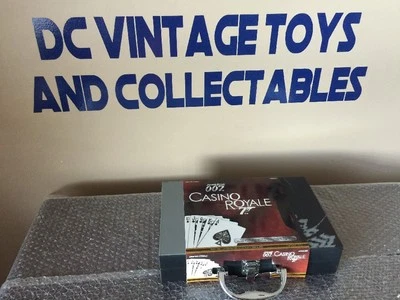 DC VINTAGE TOYS
AND COLLECTABLES
007
CASINO
ROYALE
007
CASINO
ROYALE